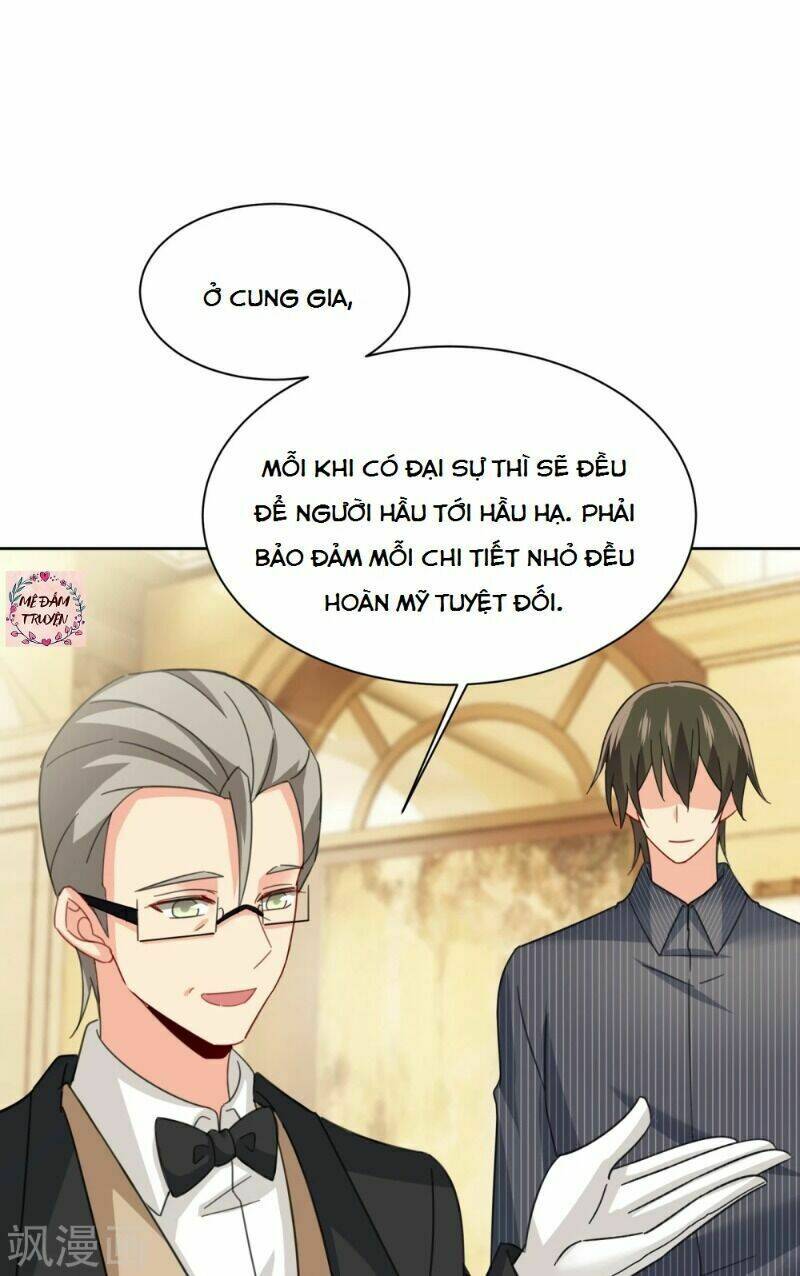 Ở CUNG GIA,
MỖI KHI CÓ ĐẠI SỰ THÌ SẼ ĐỀU
ĐỂ NGƯỜI HẦU TỚI HẦU HẠ. PHẢI
BẢO ĐẢM MỖI CHI TIẾT NHỎ ĐỀU
HOÀN MỸ TUYỆT ĐỐI.
MÊ ĐẮM
TRUYỆN
飒漫画